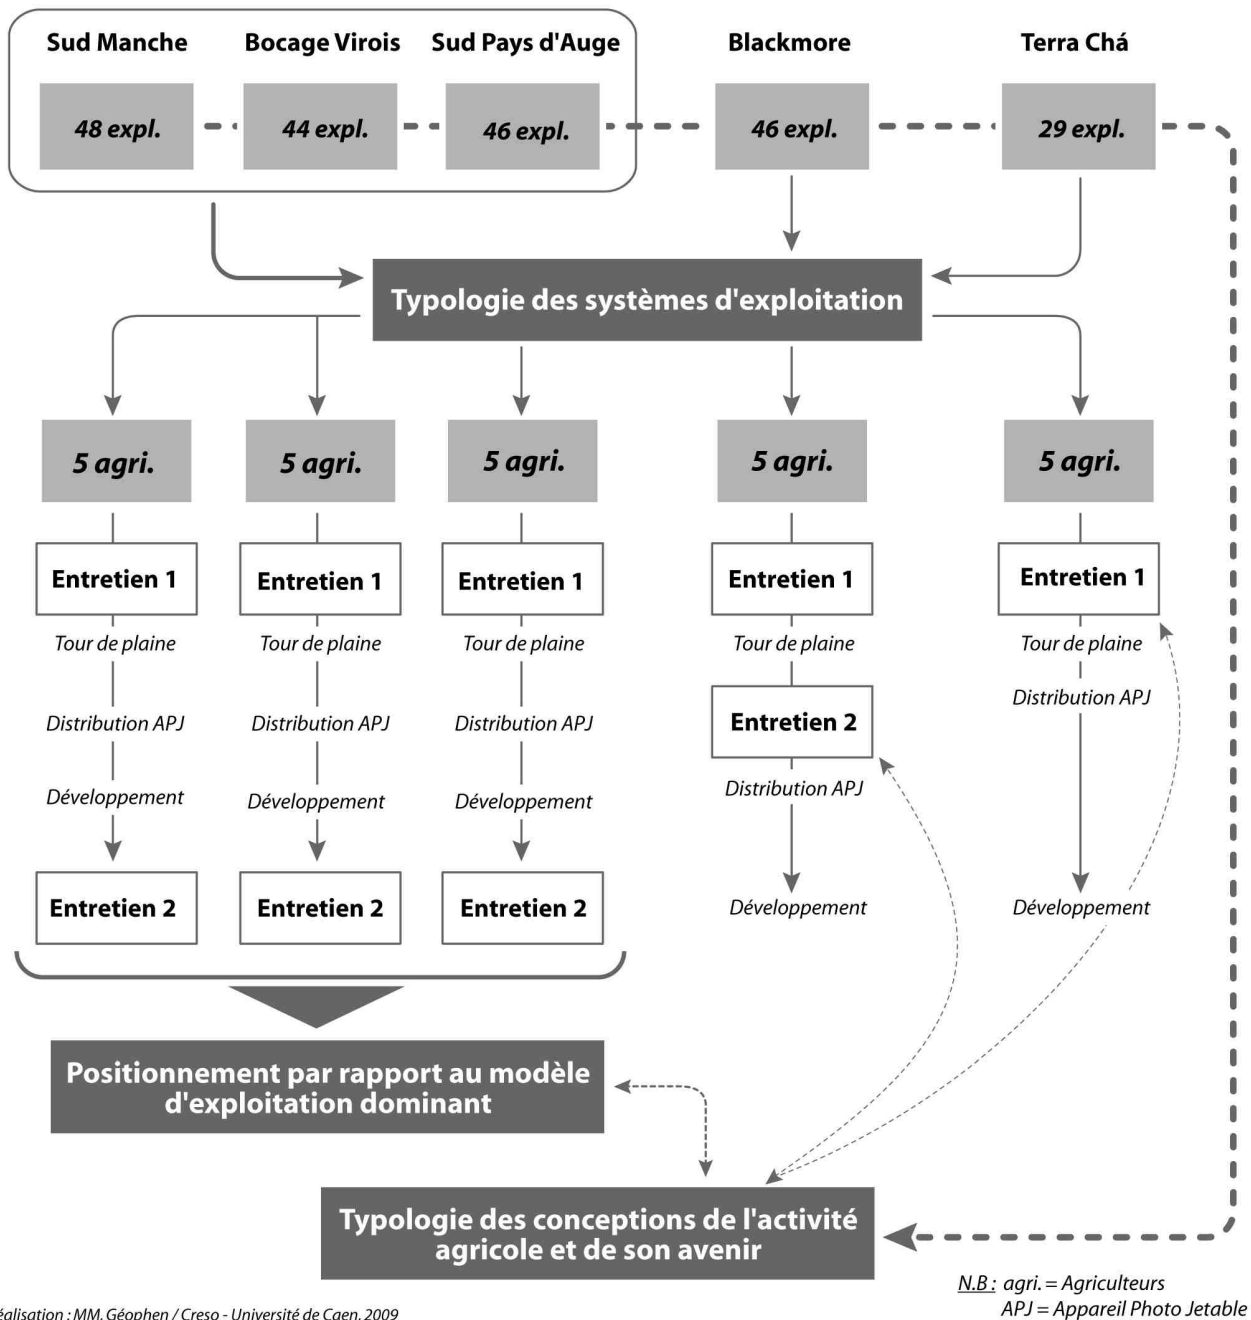 Sud Manche Bocage Virois Sud Pays d'Auge Blackmore Terra Chá
48 expl. 44 expl. 46 expl. 46 expl. 29 expl.
Typologie des systèmes d'exploitation
5 agri. 5 agri. 5 agri. 5 agri. 5 agri.
Entretien 1 Entretien 1 Entretien 1 Entretien 1 Entretien 1
Tour de plaine Tour de plaine Tour de plaine Tour de plaine Tour de plaine
Distribution APJ
Distribution APJ Distribution APJ Distribution APJ Entretien 2
Distribution APJ
Développement Développement Développement
Entretien 2 Entretien 2 Entretien 2 Développement Développement
Positionnement par rapport au modèle
d'exploitation dominant
Typologie des conceptions de l'activité
agricole et de son avenir
N.B : agri. = Agriculteurs
APJ = Appareil Photo Jetable
éalisation : MM. Géophen / Creso - Université de Caen, 2009